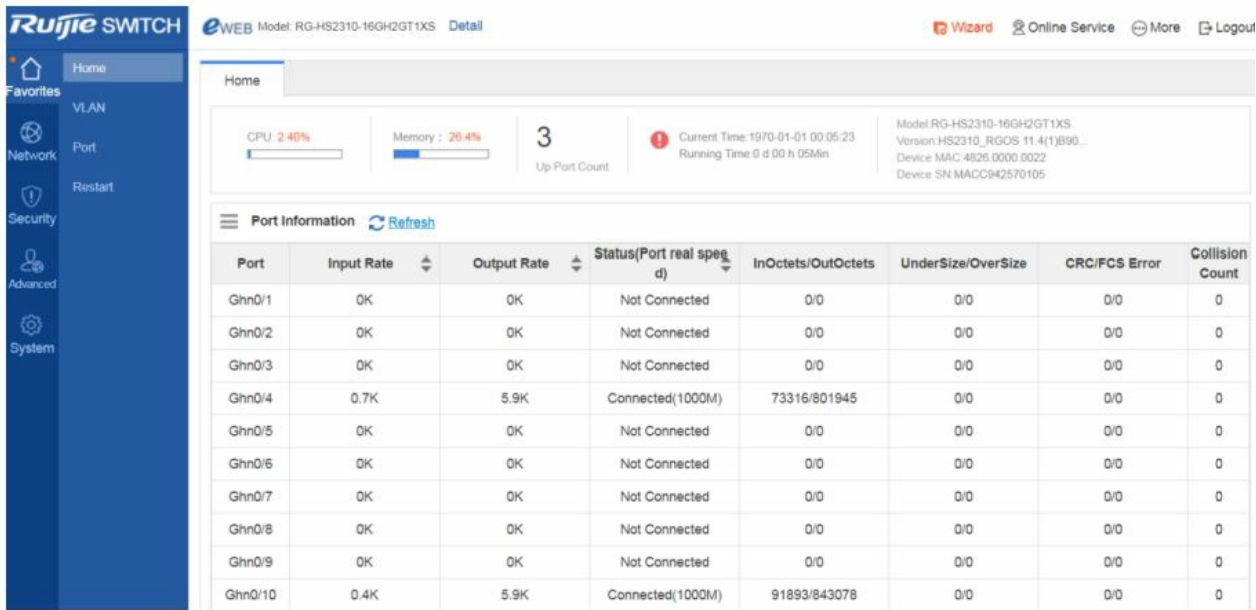 Ruijie SWITCH
eWEB Model: RG-HS2310-16GH2GT1XS Detail
Wizard Online Service More Logout
Favorites
Network
Security
Advanced
System
Home
VLAN
Port
Restart
Home
CPU: 2.40%
Memory : 26.4%
3
Up Port Count
Current Time:1970-01-01 00:05:23
Running Time:0 d 00 h 05Min
Model:RG-HS2310-16GH2GT1XS
Version:HS2310_RGOS 11.4(1)B90...
Device MAC:4826.0000.0022
Device SN:MACC942570105
Port Information Refresh
Port Input Rate Output Rate Status(Port real speed) InOctets/OutOctets UnderSize/OverSize CRC/FCS Error Collision Count
Ghn0/1 0K 0K Not Connected 0/0 0/0 0/0 0
Ghn0/2 0K 0K Not Connected 0/0 0/0 0/0 0
Ghn0/3 0K 0K Not Connected 0/0 0/0 0/0 0
Ghn0/4 0.7K 5.9K Connected(1000M) 73316/801945 0/0 0/0 0
Ghn0/5 0K 0K Not Connected 0/0 0/0 0/0 0
Ghn0/6 0K 0K Not Connected 0/0 0/0 0/0 0
Ghn0/7 0K 0K Not Connected 0/0 0/0 0/0 0
Ghn0/8 0K 0K Not Connected 0/0 0/0 0/0 0
Ghn0/9 0K 0K Not Connected 0/0 0/0 0/0 0
Ghn0/10 0.4K 5.9K Connected(1000M) 91893/843078 0/0 0/0 0